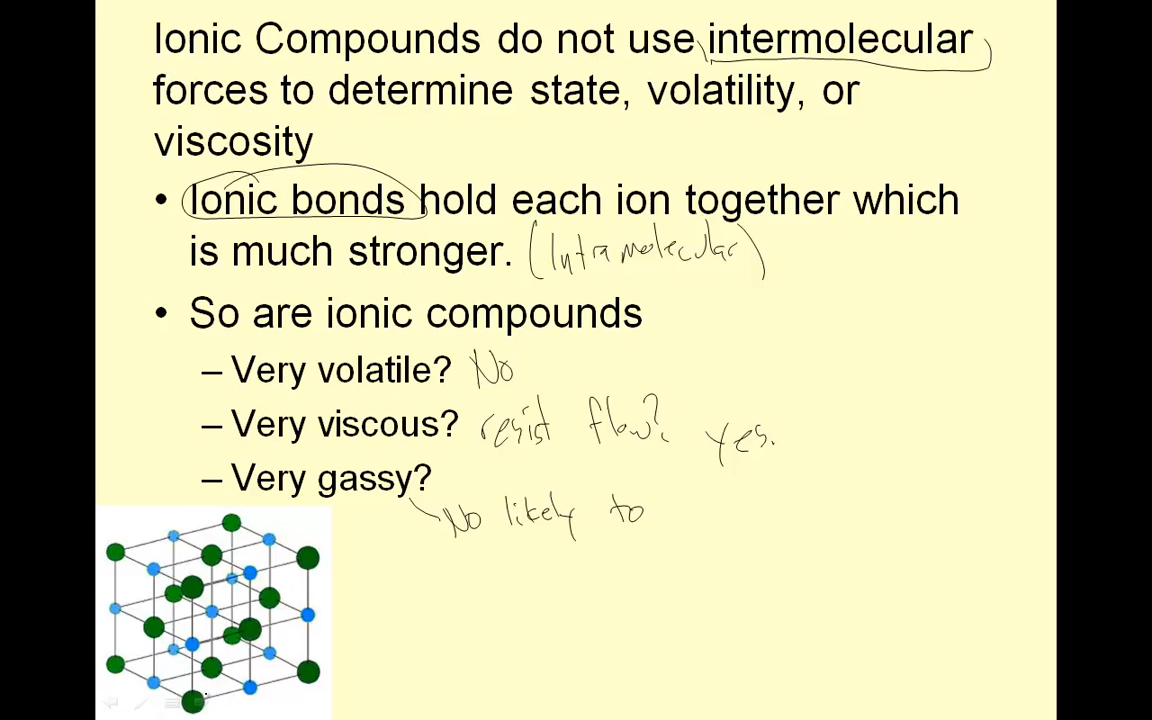 Ionic Compounds do not use intermolecular
forces to determine state, volatility, or
viscosity
• Ionic bonds hold each ion together which
is much stronger. (Intramolecular)
• So are ionic compounds
– Very volatile? No
– Very viscous? resist flow? yes.
– Very gassy?
No likely to